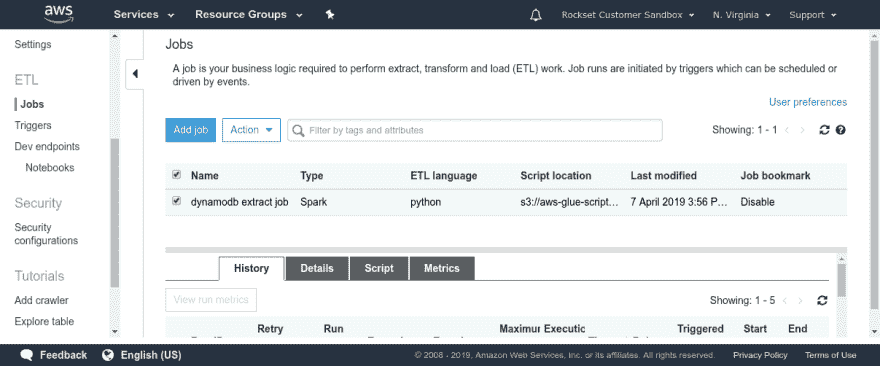 aws Services Resource Groups Rockset Customer Sandbox N. Virginia Support
Settings
ETL
Jobs
Triggers
Dev endpoints
Notebooks
Security
Security
configurations
Tutorials
Add crawler
Explore table
Jobs
A job is your business logic required to perform extract, transform and load (ETL) work. Job runs are initiated by triggers which can be scheduled or
driven by events.
User preferences
Add job Action Filter by tags and attributes Showing: 1 - 1
Name Type ETL language Script location Last modified Job bookmark
dynamodb extract job Spark python s3://aws-glue-script... 7 April 2019 3:56 P... Disable
History Details Script Metrics
View run metrics Showing: 1 - 5
Retry Run Maximur Executic Triggered Start End
Feedback English (US) © 2008 - 2019, Amazon Web Services, Inc. or its affiliates. All rights reserved. Privacy Policy Terms of Use